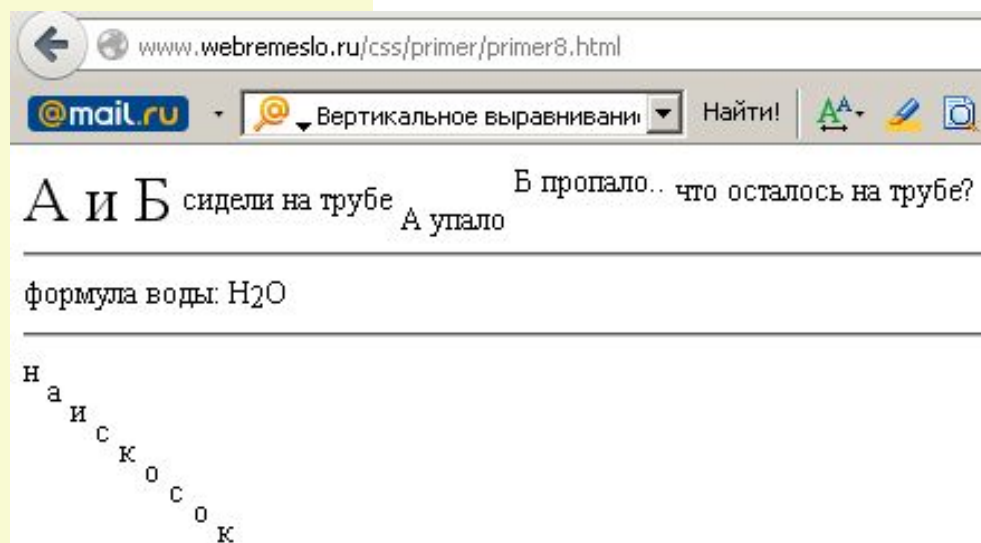 www.webremeslo.ru/css/primer/primer8.html
@mail.ru Вертикальное выравнивани Найти!
А и Б сидели на трубе А упало Б пропало.. что осталось на трубе?
формула воды: H2O
н
а
и
с
к
о
с
о
к